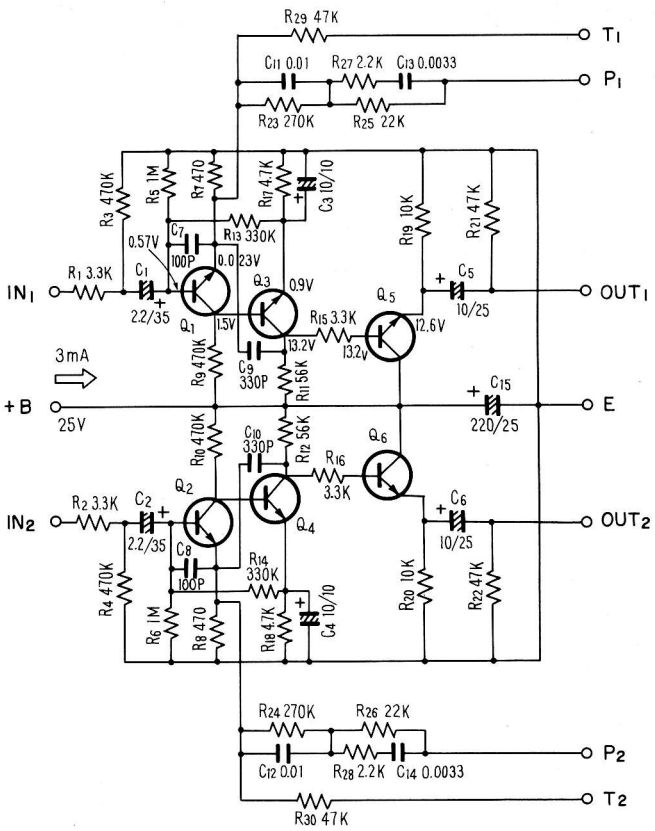 R29 47K
T1
C11 0.01
R27 2.2K
C13 0.0033
P1
R23 270K
R25 22K
R3 470K
R5 1M
R7 470
R17 4.7K
C3 10/10
+
R13 330K
R19 10K
R21 47K
C7
100P
0.57V
0.023V
IN1
R1 3.3K
C1
+
2.2/35
Q1
1.5V
Q3
0.9V
13.2V
R15 3.3K
13.2V
Q5
12.6V
C5
+
10/25
OUT1
R9 470K
C9
330P
R11 56K
3mA
+B
25V
+
C15
220/25
E
R10 470K
C10
330P
R12 56K
R16
3.3K
Q6
IN2
R2 3.3K
C2
+
2.2/35
Q2
Q4
C6
+
10/25
OUT2
C8
100P
R14
330K
R4 470K
R6 1M
R8 470
R18 4.7K
+
C4 10/10
R20 10K
R22 47K
R24 270K
R26 22K
C12 0.01
R28 2.2K
C14 0.0033
P2
T2
R30 47K